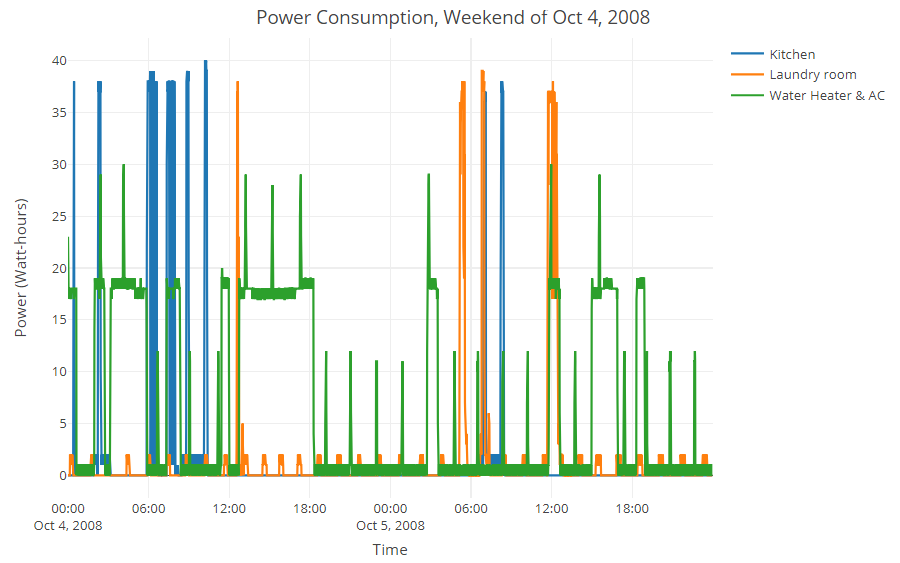 Power Consumption, Weekend of Oct 4, 2008
Kitchen
Laundry room
Water Heater & AC
Power (Watt-hours)
40
35
30
25
20
15
10
5
0
00:00 06:00 12:00 18:00 00:00 06:00 12:00 18:00
Oct 4, 2008 Oct 5, 2008
Time